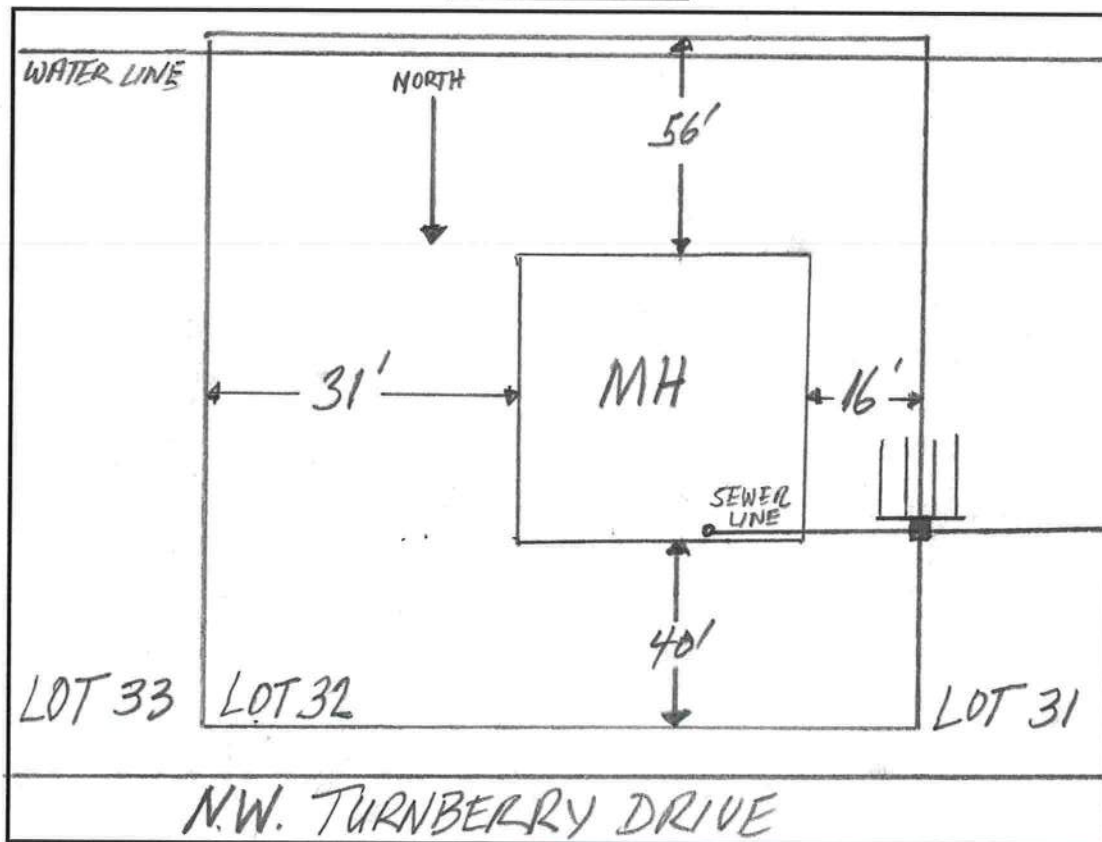 WATER LINE
NORTH
56'
31'
MH
16'
SEWER
LINE
40'
LOT 33
LOT 32
LOT 31
N.W. TURNBERRY DRIVE